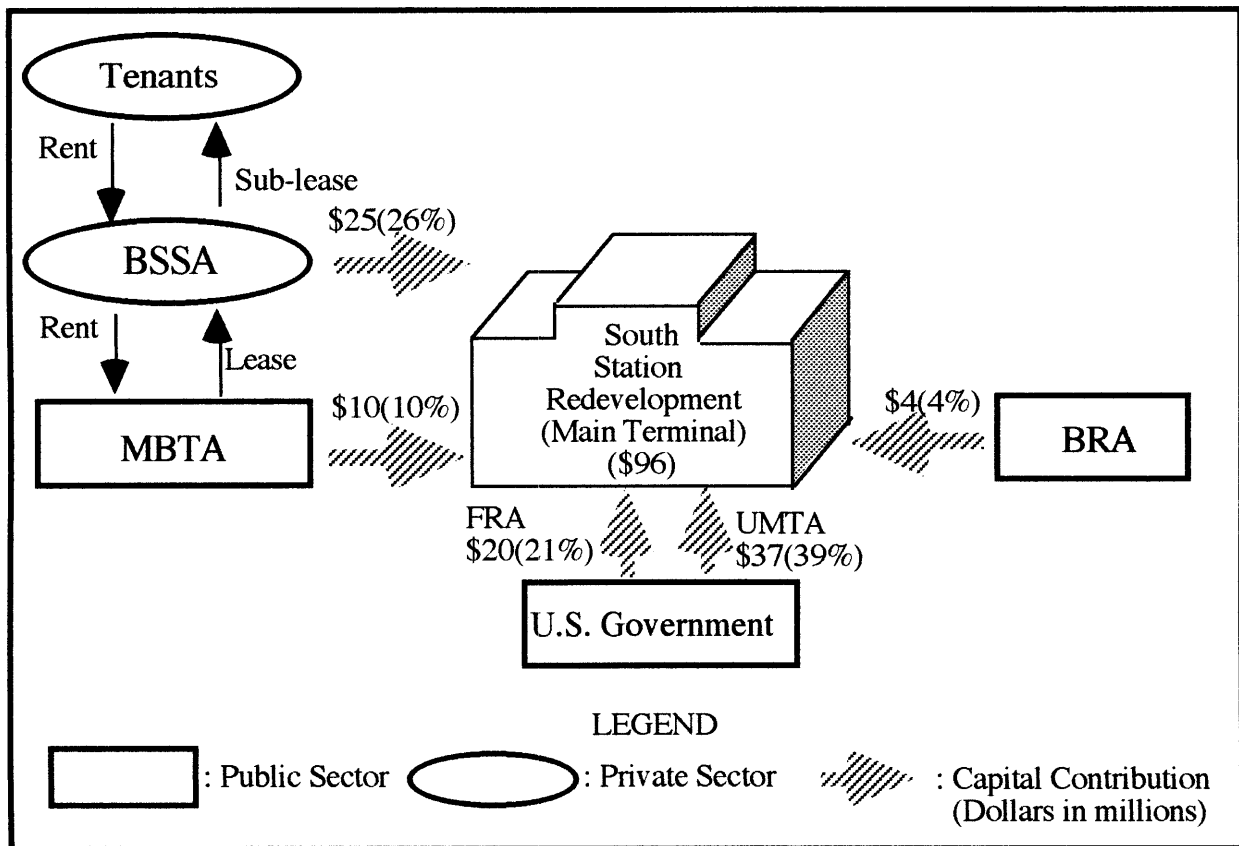 Tenants
Rent
Sub-lease
$25(26%)
BSSA
Rent
Lease
$10(10%)
MBTA
South
Station
Redevelopment
(Main Terminal)
($96)
$4(4%)
BRA
FRA
$20(21%)
UMTA
$37(39%)
U.S. Government
LEGEND
: Public Sector
: Private Sector
: Capital Contribution
(Dollars in millions)